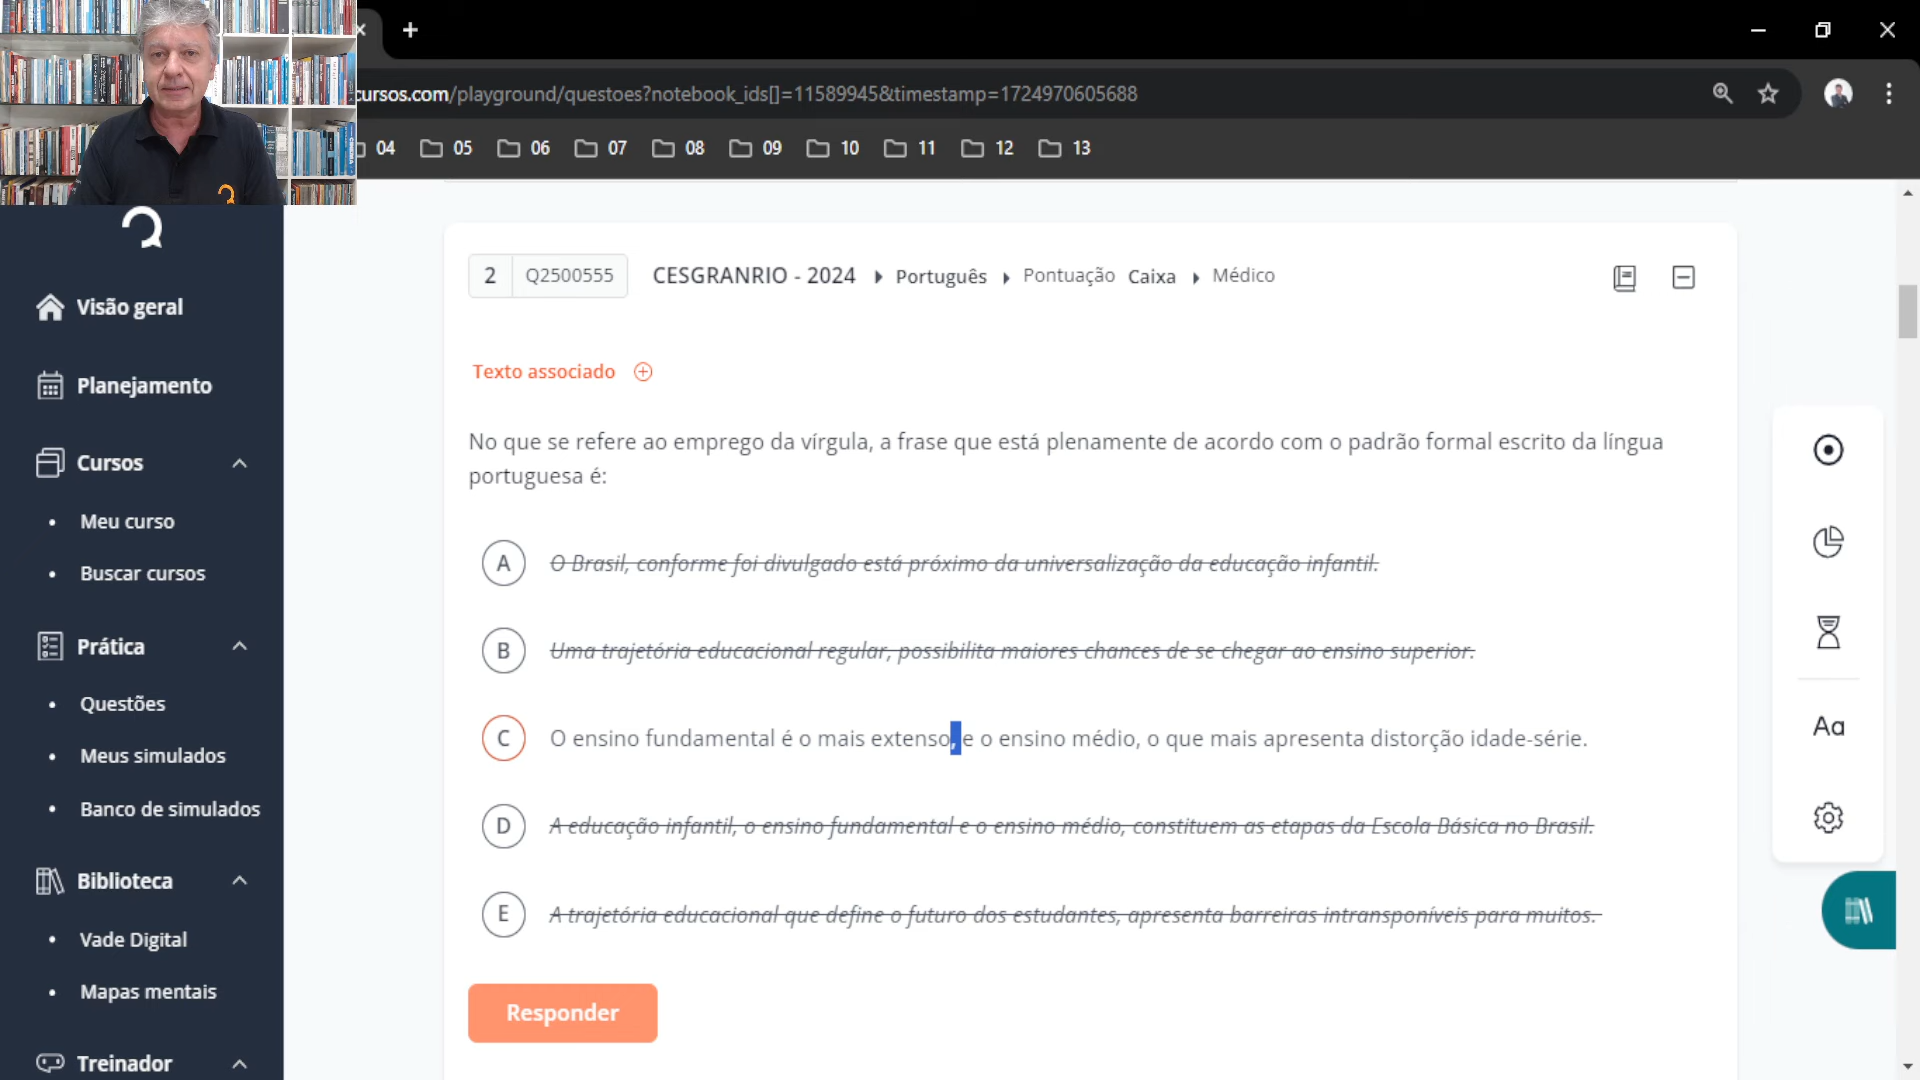 cursos.com/playground/questoes?notebook_ids[]=11589945&timestamp=1724970605688
04 05 06 07 08 09 10 11 12 13
Visão geral
Planejamento
Cursos
Meu curso
Buscar cursos
Prática
Questões
Meus simulados
Banco de simulados
Biblioteca
Vade Digital
Mapas mentais
Treinador
2 Q2500555 CESGRANRIO - 2024 Português Pontuação Caixa Médico
Texto associado
No que se refere ao emprego da vírgula, a frase que está plenamente de acordo com o padrão formal escrito da língua
portuguesa é:
A O Brasil, conforme foi divulgado está próximo da universalização da educação infantil.
B Uma trajetória educacional regular, possibilita maiores chances de se chegar ao ensino superior.
C O ensino fundamental é o mais extenso, e o ensino médio, o que mais apresenta distorção idade-série.
D A educação infantil, o ensino fundamental e o ensino médio, constituem as etapas da Escola Básica no Brasil.
E A trajetória educacional que define o futuro dos estudantes, apresenta barreiras intransponíveis para muitos.
Responder
Aa